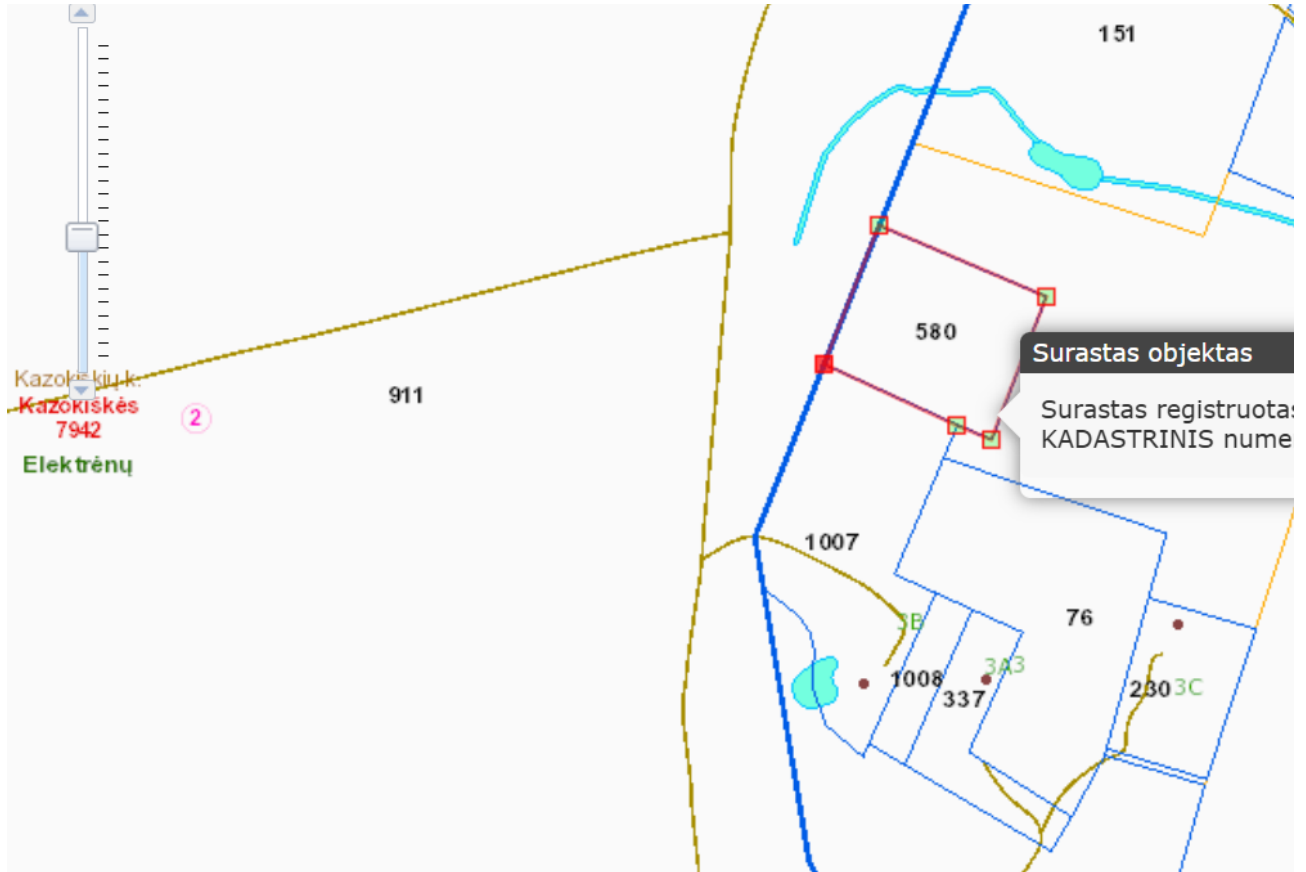 151
580
Surastas objektas
Surastas registruotas
KADASTRINIS nume
911
Kazokiškių k.
Kazokiškės
7942
2
Elektrėnų
1007
3B
76
1008
3A3
337
230
3C